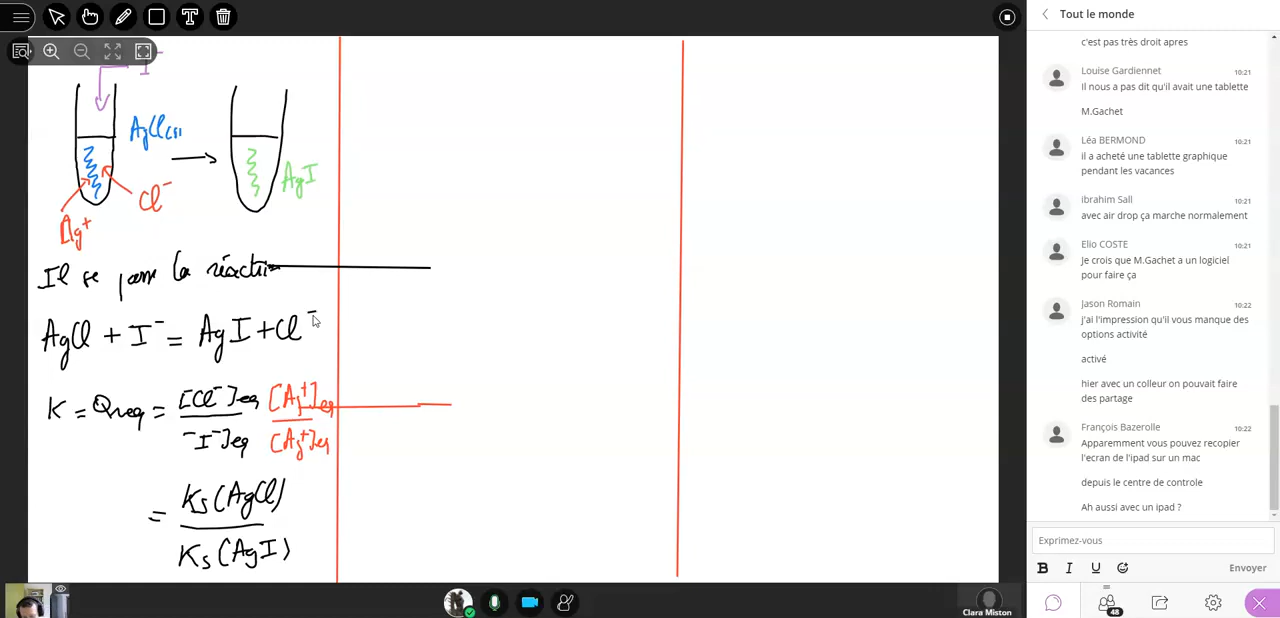 I-
AgCl(s)
AgI
Cl⁻
Ag⁺
Il se passe la réaction
AgCl + I⁻ = AgI + Cl⁻
K = Qr,eq = [Cl⁻]eq [Ag⁺]eq
[I⁻]eq [Ag⁺]eq
= Ks(AgCl)
Ks(AgI)
Clara Miston
Tout le monde
c'est pas très droit apres
Louise Gardiennet 10:21
Il nous a pas dit qu'il avait une tablette
M.Gachet
Léa BERMOND 10:21
il a acheté une tablette graphique
pendant les vacances
ibrahim Sall 10:21
avec air drop ça marche normalement
Elio COSTE 10:21
Je crois que M.Gachet a un logiciel
pour faire ça
Jason Romain 10:22
j'ai l'impression qu'il vous manque des
options activité
activé
hier avec un colleur on pouvait faire
des partage
François Bazerolle 10:22
Apparemment vous pouvez recopier
l'ecran de l'ipad sur un mac
depuis le centre de controle
Ah aussi avec un ipad ?
Exprimez-vous
B I U Envoyer
48